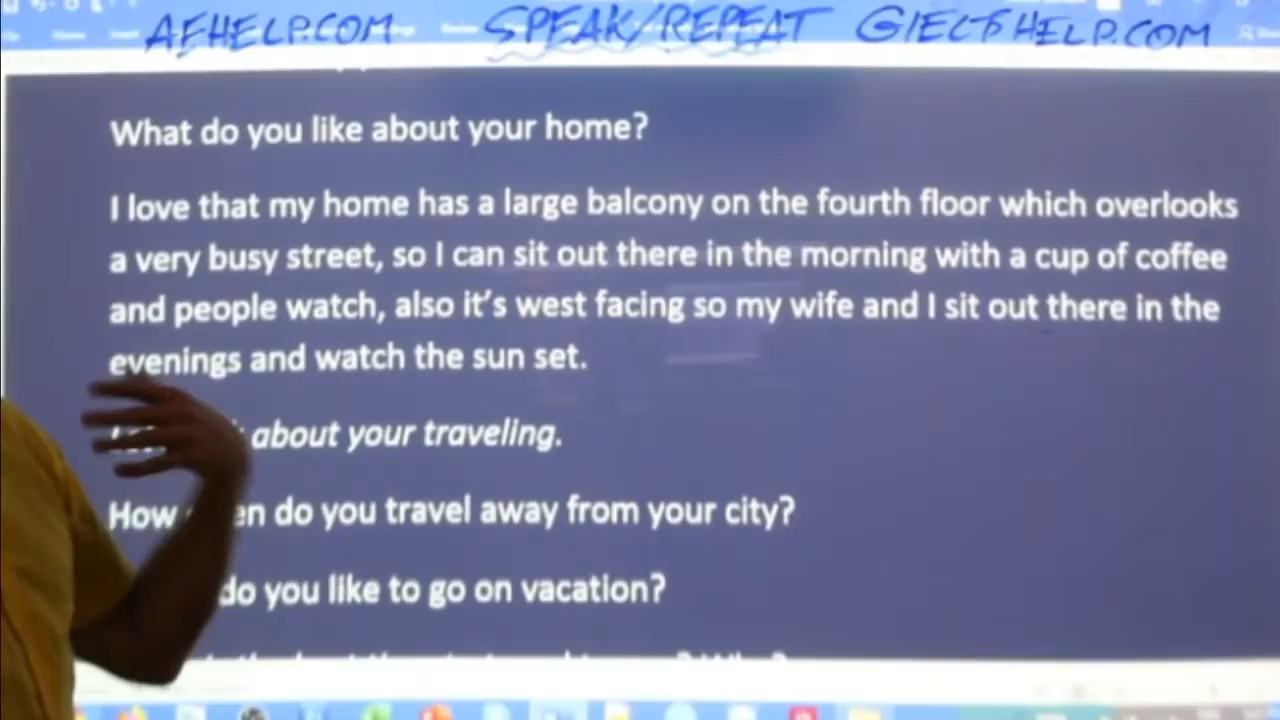 AEHELP.COM SPEAK/REPEAT GIELTSHELP.COM
What do you like about your home?
I love that my home has a large balcony on the fourth floor which overlooks
a very busy street, so I can sit out there in the morning with a cup of coffee
and people watch, also it's west facing so my wife and I sit out there in the
evenings and watch the sun set.
about your traveling.
How do you travel away from your city?
do you like to go on vacation?